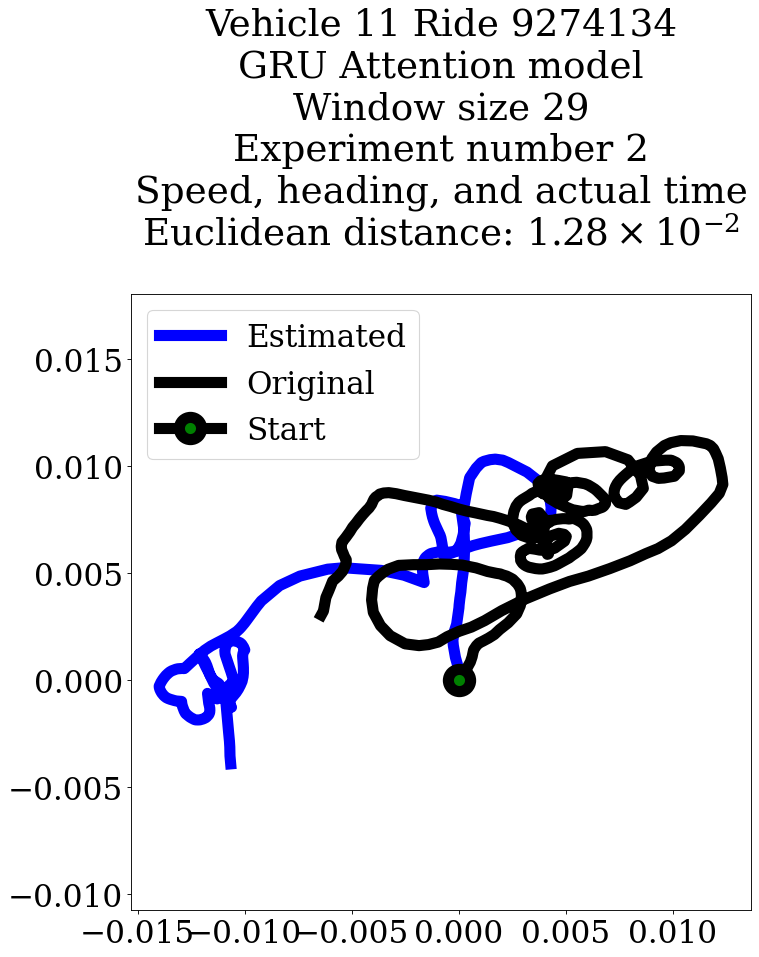 Vehicle 11 Ride 9274134
GRU Attention model
Window size 29
Experiment number 2
Speed, heading, and actual time
Euclidean distance: 1.28 × 10⁻²
Estimated
Original
Start
0.015
0.010
0.005
0.000
−0.005
−0.010
−0.015 −0.010 −0.005 0.000 0.005 0.010